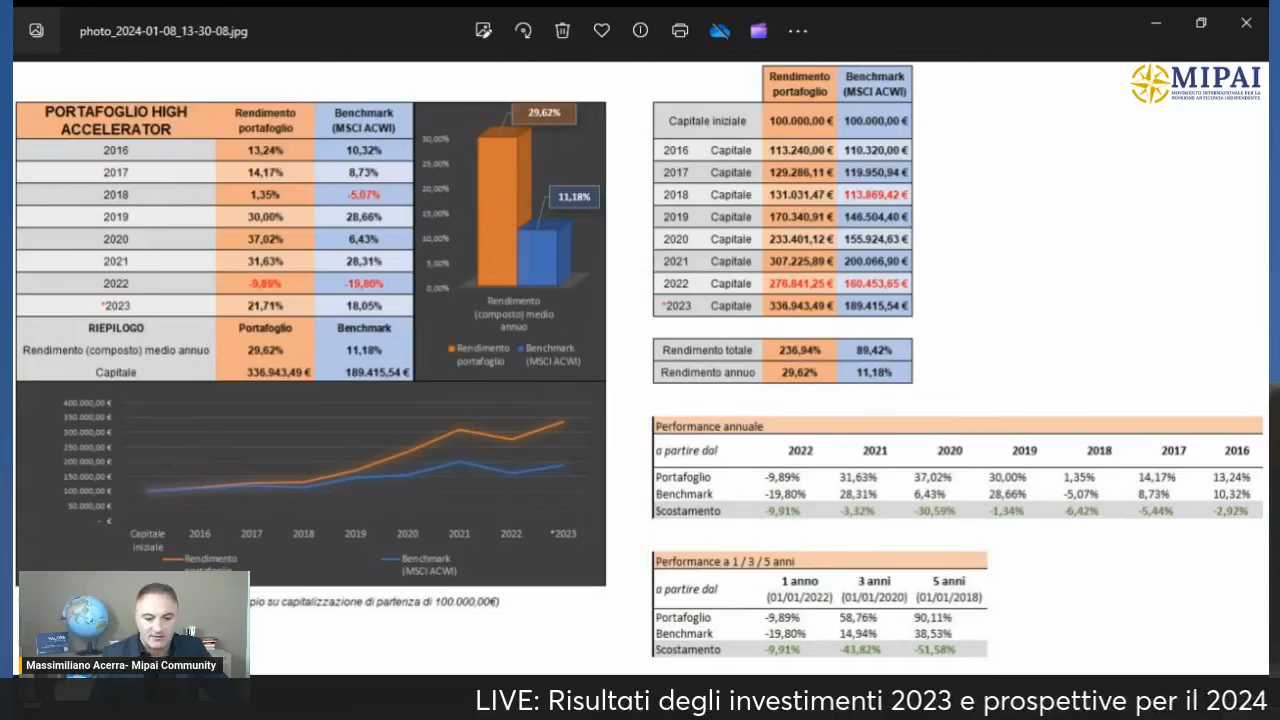 photo_2024-01-08_13-30-08.jpg
MIPAI
MOVIMENTO INTERNAZIONALE PER LA
PENSIONE ANTICIPATA INDIPENDENTE
PORTAFOGLIO HIGH ACCELERATOR Rendimento portafoglio Benchmark (MSCI ACWI)
2016 13,24% 10,32%
2017 14,17% 8,73%
2018 1,35% -5,07%
2019 30,00% 28,66%
2020 37,02% 6,43%
2021 31,63% 28,31%
2022 -9,89% -19,80%
*2023 21,71% 18,05%
RIEPILOGO Portafoglio Benchmark
Rendimento (composto) medio annuo 29,62% 11,18%
Capitale 336.943,49 € 189.415,54 €
29,62%
11,18%
30,00%
25,00%
20,00%
15,00%
10,00%
5,00%
0,00%
Rendimento
(composto) medio
annuo
Rendimento portafoglio
Benchmark (MSCI ACWI)
400.000,00 €
350.000,00 €
300.000,00 €
250.000,00 €
200.000,00 €
150.000,00 €
100.000,00 €
50.000,00 €
- €
Capitale iniziale 2016 2017 2018 2019 2020 2021 2022 *2023
Rendimento
Benchmark (MSCI ACWI)
su capitalizzazione di partenza di 100.000,00€)
Rendimento portafoglio Benchmark (MSCI ACWI)
Capitale iniziale 100.000,00 € 100.000,00 €
2016 Capitale 113.240,00 € 110.320,00 €
2017 Capitale 129.286,11 € 119.950,94 €
2018 Capitale 131.031,47 € 113.869,42 €
2019 Capitale 170.340,91 € 146.504,40 €
2020 Capitale 233.401,12 € 155.924,63 €
2021 Capitale 307.225,89 € 200.066,90 €
2022 Capitale 276.841,25 € 160.453,65 €
*2023 Capitale 336.943,49 € 189.415,54 €
Rendimento totale 236,94% 89,42%
Rendimento annuo 29,62% 11,18%
Performance annuale
a partire dal 2022 2021 2020 2019 2018 2017 2016
Portafoglio -9,89% 31,63% 37,02% 30,00% 1,35% 14,17% 13,24%
Benchmark -19,80% 28,31% 6,43% 28,66% -5,07% 8,73% 10,32%
Scostamento -9,91% -3,32% -30,59% -1,34% -6,42% -5,44% -2,92%
Performance a 1 / 3 / 5 anni
a partire dal 1 anno (01/01/2022) 3 anni (01/01/2020) 5 anni (01/01/2018)
Portafoglio -9,89% 58,76% 90,11%
Benchmark -19,80% 14,94% 38,53%
Scostamento -9,91% -43,82% -51,58%
Massimiliano Acerra- Mipai Community
LIVE: Risultati degli investimenti 2023 e prospettive per il 2024